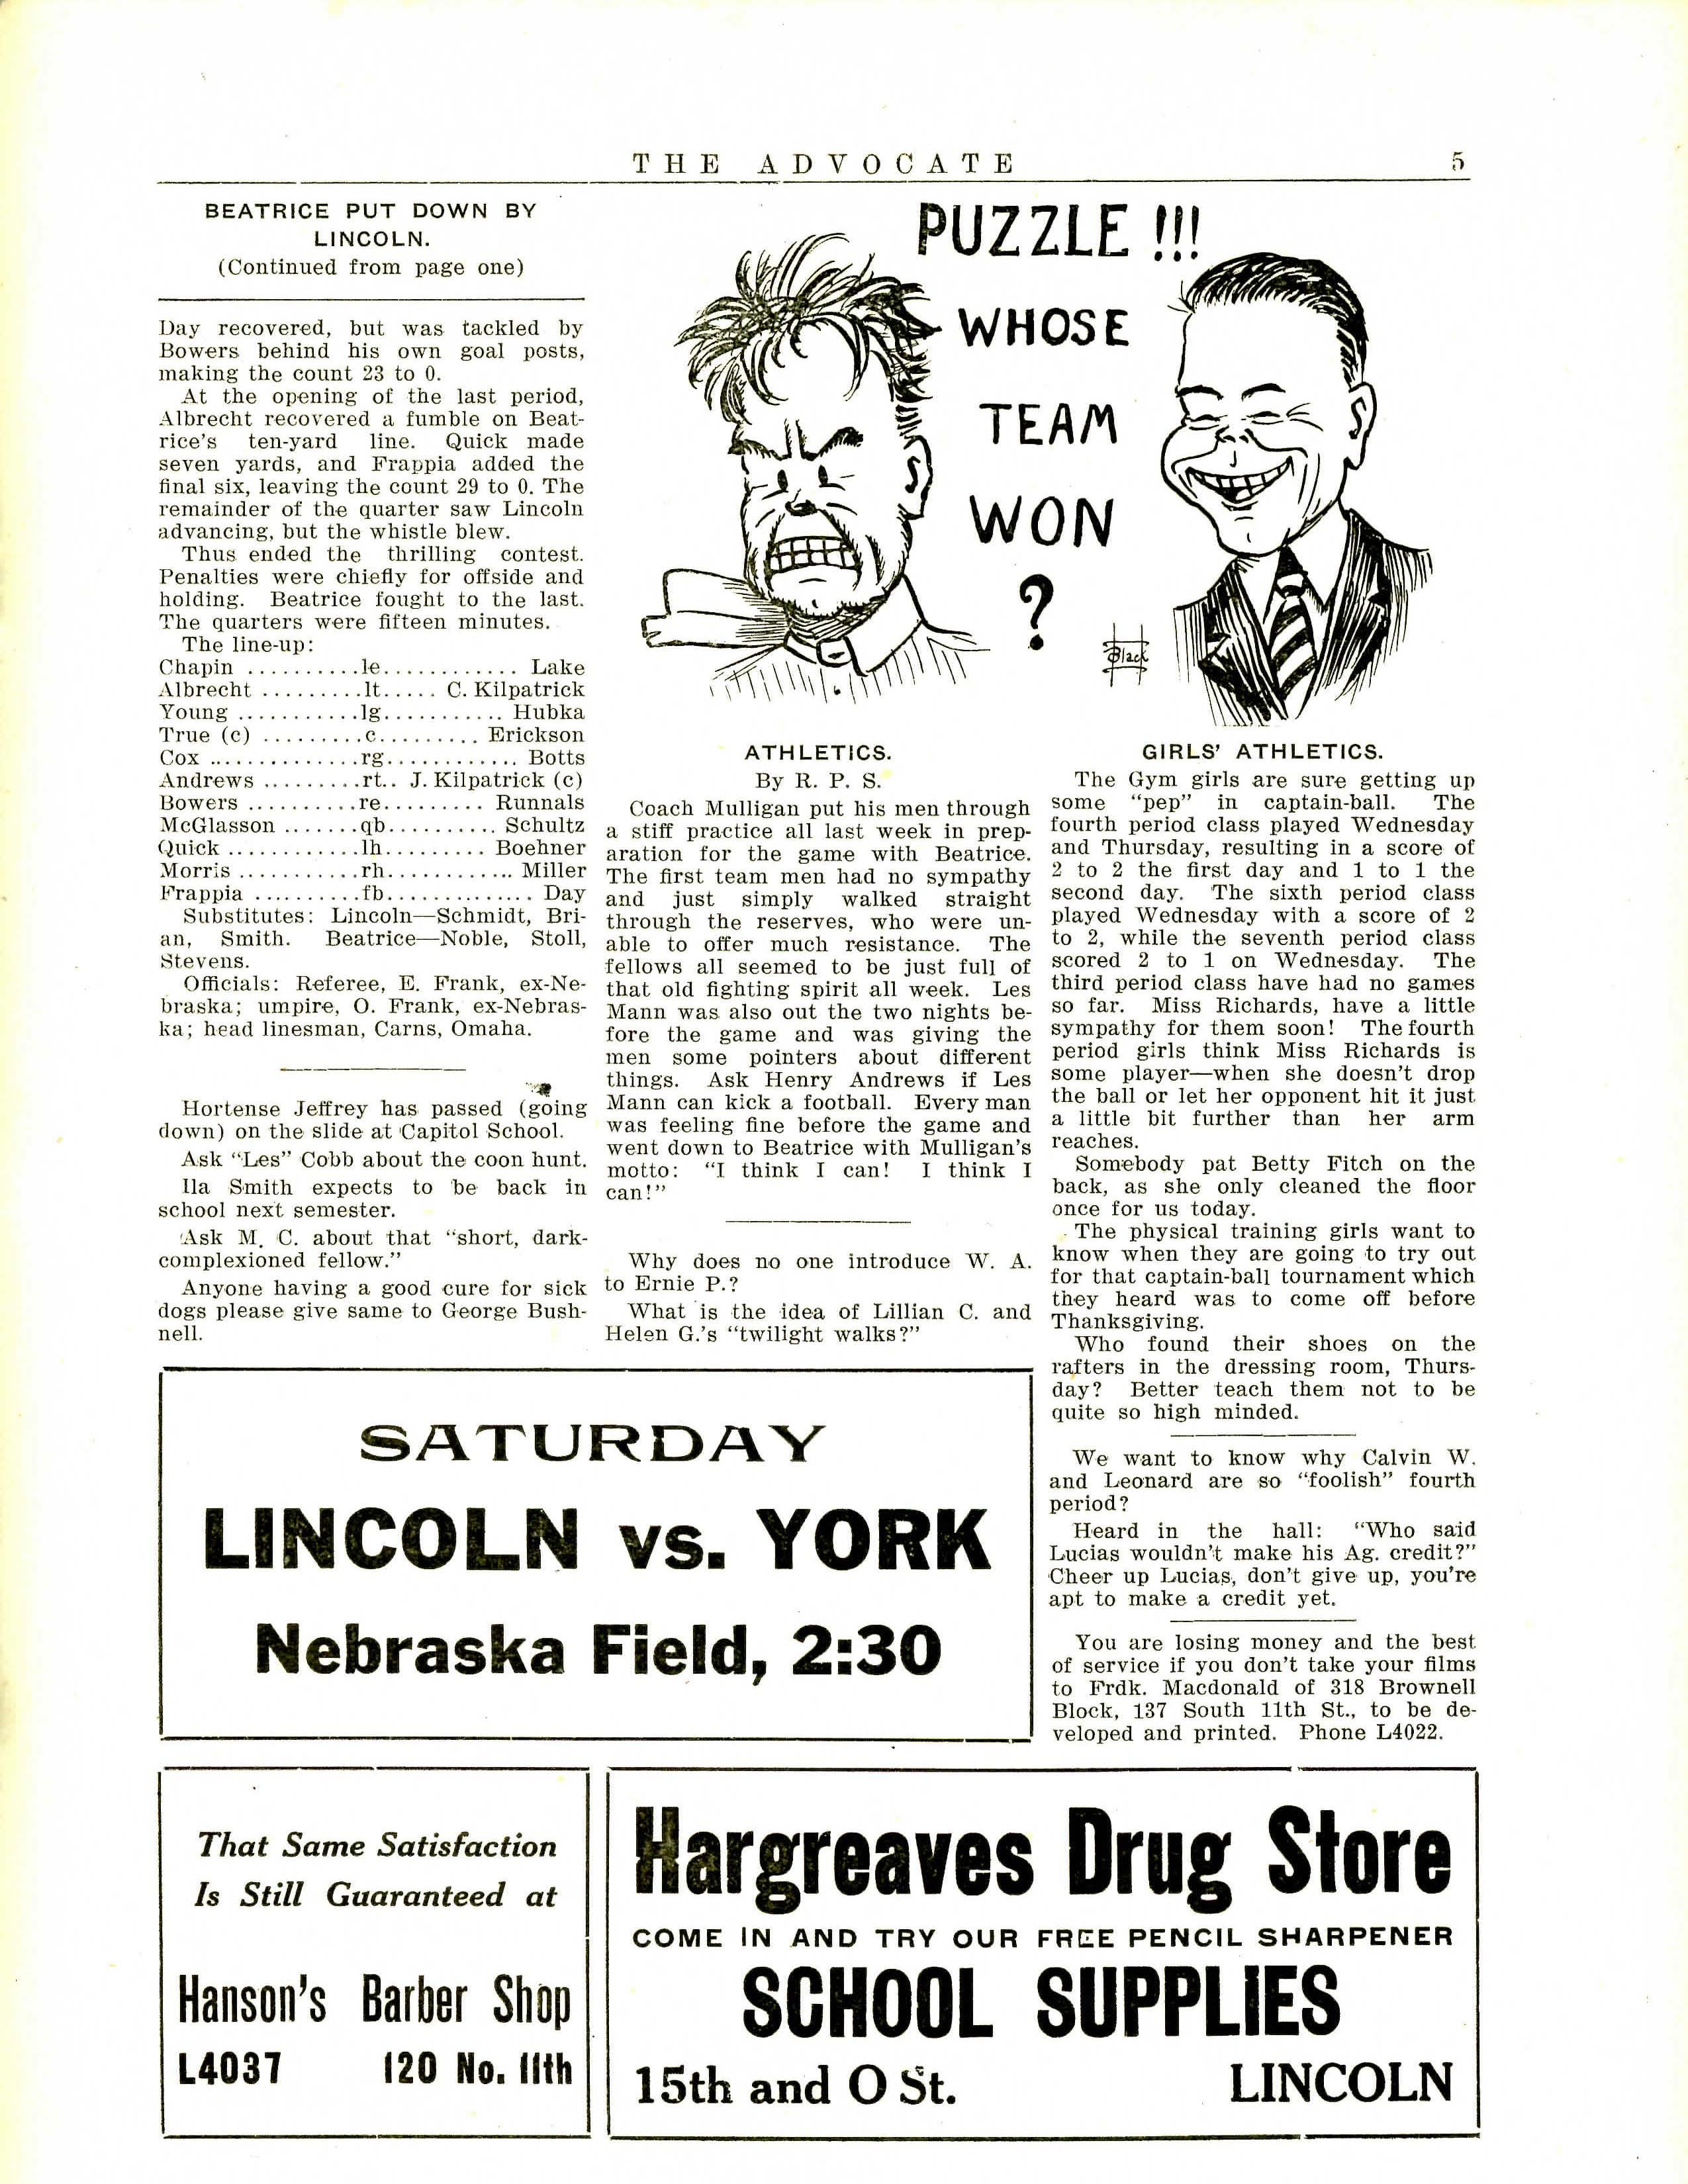 THE ADVOCATE 5
BEATRICE PUT DOWN BY
LINCOLN.
(Continued from page one)
Day recovered, but was tackled by
Bowers behind his own goal posts,
making the count 23 to 0.
At the opening of the last period,
Albrecht recovered a fumble on Beat-
rice's ten-yard line. Quick made
seven yards, and Frappia added the
final six, leaving the count 29 to 0. The
remainder of the quarter saw Lincoln
advancing, but the whistle blew.
Thus ended the thrilling contest.
Penalties were chiefly for offside and
holding. Beatrice fought to the last.
The quarters were fifteen minutes.
The line-up:
Chapin ..........le............ Lake
Albrecht .........lt..... C. Kilpatrick
Young ...........lg........... Hubka
True (c) .........c......... Erickson
Cox .............rg............ Botts
Andrews .........rt.. J. Kilpatrick (c)
Bowers ..........re......... Runnals
McGlasson .......qb.......... Schultz
Quick ............lh......... Boehner
Morris ...........rh............ Miller
Frappia ..........fb.............. Day
Substitutes: Lincoln—Schmidt, Bri-
an, Smith. Beatrice—Noble, Stoll,
Stevens.
Officials: Referee, E. Frank, ex-Ne-
braska; umpire, O. Frank, ex-Nebras-
ka; head linesman, Carns, Omaha.
Hortense Jeffrey has passed (going
down) on the slide at Capitol School.
Ask "Les" Cobb about the coon hunt.
Ila Smith expects to be back in
school next semester.
Ask M. C. about that "short, dark-
complexioned fellow."
Anyone having a good cure for sick
dogs please give same to George Bush-
nell.
PUZZLE !!!
WHOSE
TEAM
WON
?
Black
ATHLETICS.
By R. P. S.
Coach Mulligan put his men through
a stiff practice all last week in prep-
aration for the game with Beatrice.
The first team men had no sympathy
and just simply walked straight
through the reserves, who were un-
able to offer much resistance. The
fellows all seemed to be just full of
that old fighting spirit all week. Les
Mann was also out the two nights be-
fore the game and was giving the
men some pointers about different
things. Ask Henry Andrews if Les
Mann can kick a football. Every man
was feeling fine before the game and
went down to Beatrice with Mulligan's
motto: "I think I can! I think I
can!"
Why does no one introduce W. A.
to Ernie P.?
What is the idea of Lillian C. and
Helen G.'s "twilight walks?"
GIRLS' ATHLETICS.
The Gym girls are sure getting up
some "pep" in captain-ball. The
fourth period class played Wednesday
and Thursday, resulting in a score of
2 to 2 the first day and 1 to 1 the
second day. The sixth period class
played Wednesday with a score of 2
to 2, while the seventh period class
scored 2 to 1 on Wednesday. The
third period class have had no games
so far. Miss Richards, have a little
sympathy for them soon! The fourth
period girls think Miss Richards is
some player—when she doesn't drop
the ball or let her opponent hit it just
a little bit further than her arm
reaches.
Somebody pat Betty Fitch on the
back, as she only cleaned the floor
once for us today.
The physical training girls want to
know when they are going to try out
for that captain-ball tournament which
they heard was to come off before
Thanksgiving.
Who found their shoes on the
rafters in the dressing room, Thurs-
day? Better teach them not to be
quite so high minded.
We want to know why Calvin W.
and Leonard are so "foolish" fourth
period?
Heard in the hall: "Who said
Lucias wouldn't make his Ag. credit?"
Cheer up Lucias, don't give up, you're
apt to make a credit yet.
You are losing money and the best
of service if you don't take your films
to Frdk. Macdonald of 318 Brownell
Block, 137 South 11th St., to be de-
veloped and printed. Phone L4022.
SATURDAY
LINCOLN vs. YORK
Nebraska Field, 2:30
That Same Satisfaction
Is Still Guaranteed at
Hanson's Barber Shop
L4037 120 No. 11th
Hargreaves Drug Store
COME IN AND TRY OUR FREE PENCIL SHARPENER
SCHOOL SUPPLIES
15th and O St. LINCOLN